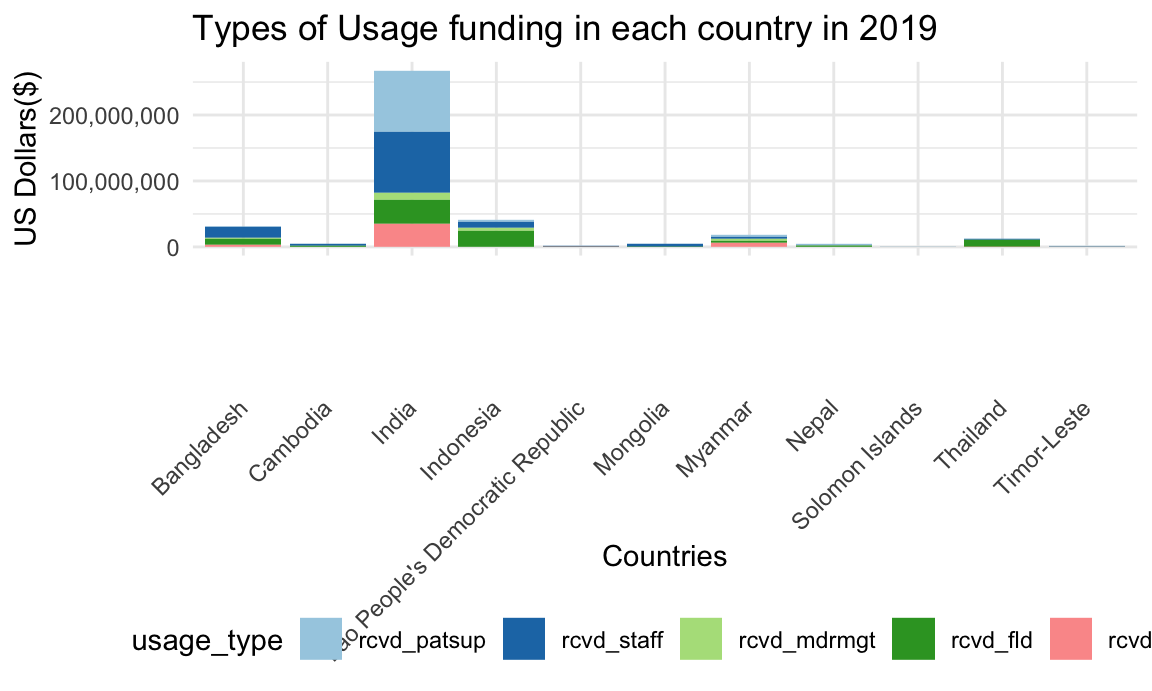 Types of Usage funding in each country in 2019
US Dollars($)
200,000,000
100,000,000
0
Bangladesh
Cambodia
India
Indonesia
ao People's Democratic Republic
Mongolia
Myanmar
Nepal
Solomon Islands
Thailand
Timor-Leste
Countries
usage_type
rcvd_patsup
rcvd_staff
rcvd_mdrmgt
rcvd_fld
rcvd